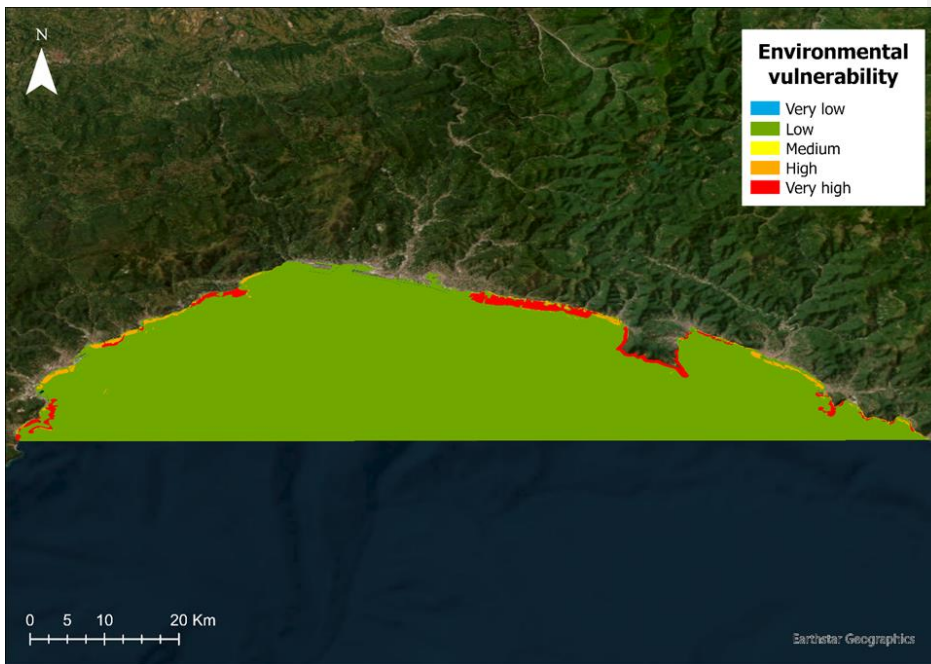 N
Environmental
vulnerability
Very low
Low
Medium
High
Very high
0 5 10 20 Km
Earthstar Geographics